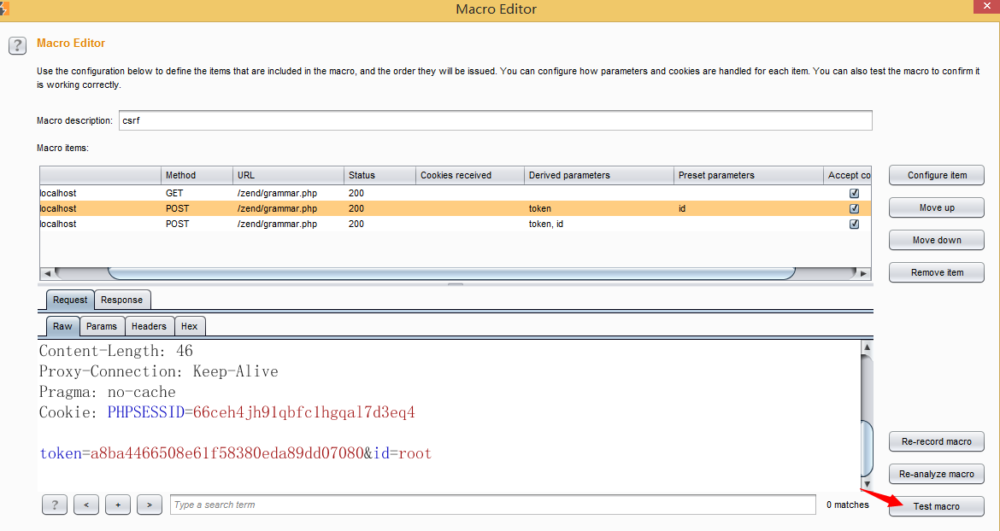 Macro Editor
?
Macro Editor
Use the configuration below to define the items that are included in the macro, and the order they will be issued. You can configure how parameters and cookies are handled for each item. You can also test the macro to confirm it
is working correctly.
Macro description: csrf
Macro items:
Method URL Status Cookies received Derived parameters Preset parameters Accept co
localhost GET /zend/grammar.php 200
localhost POST /zend/grammar.php 200 token id
localhost POST /zend/grammar.php 200 token, id
Configure item
Move up
Move down
Remove item
Request Response
Raw Params Headers Hex
Content-Length: 46
Proxy-Connection: Keep-Alive
Pragma: no-cache
Cookie: PHPSESSID=66ceh4jh91qbfc1hgqal7d3eq4
token=a8ba4466508e61f58380eda89dd07080&id=root
Re-record macro
Re-analyze macro
Test macro
? < + > Type a search term 0 matches